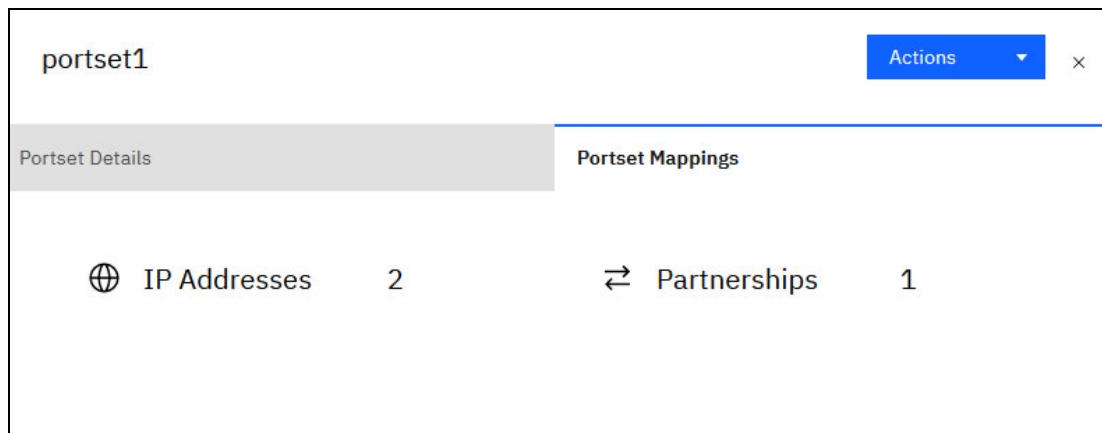 portset1
Actions
Portset Details
Portset Mappings
IP Addresses 2
Partnerships 1